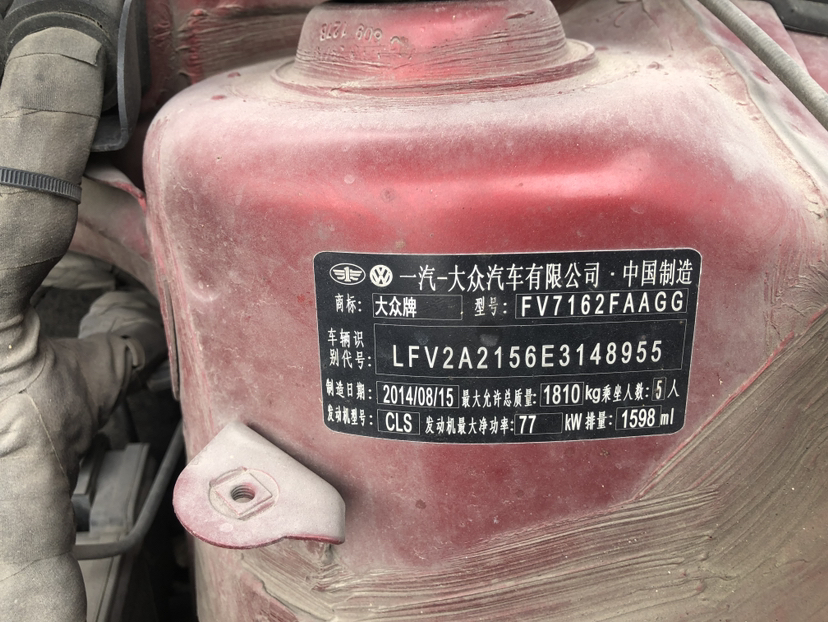 一汽-大众汽车有限公司·中国制造
商标: 大众牌 型号: FV7162FAAGG
车辆识别代号: LFV2A2156E3148955
制造日期: 2014/08/15 最大允许总质量: 1810 kg 乘坐人数: 5 人
发动机型号: CLS 发动机最大净功率: 77 kW 排量: 1598 ml